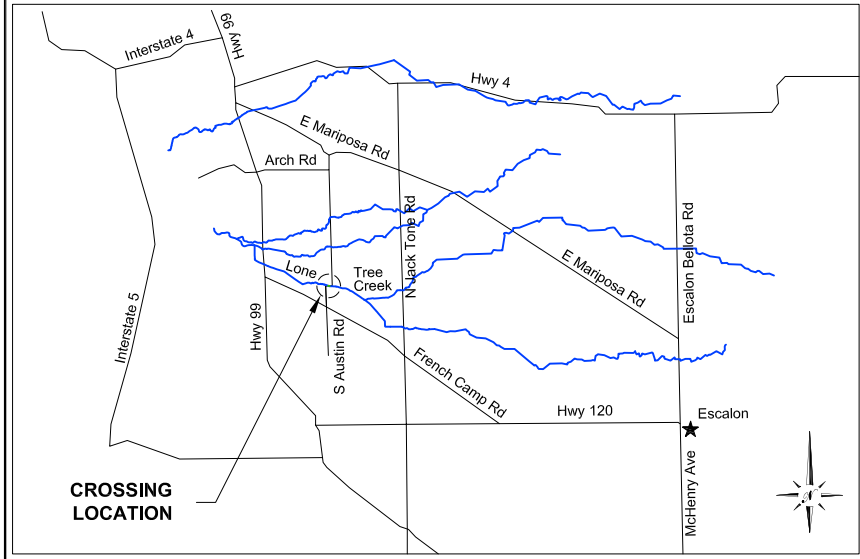 Interstate 4
Hwy 99
Hwy 4
E Mariposa Rd
Arch Rd
N Jack Tone Rd
Escalon Bellota Rd
Lone
Tree
Creek
E Mariposa Rd
Interstate 5
Hwy 99
S Austin Rd
French Camp Rd
Hwy 120
Escalon
McHenry Ave
CROSSING
LOCATION
N